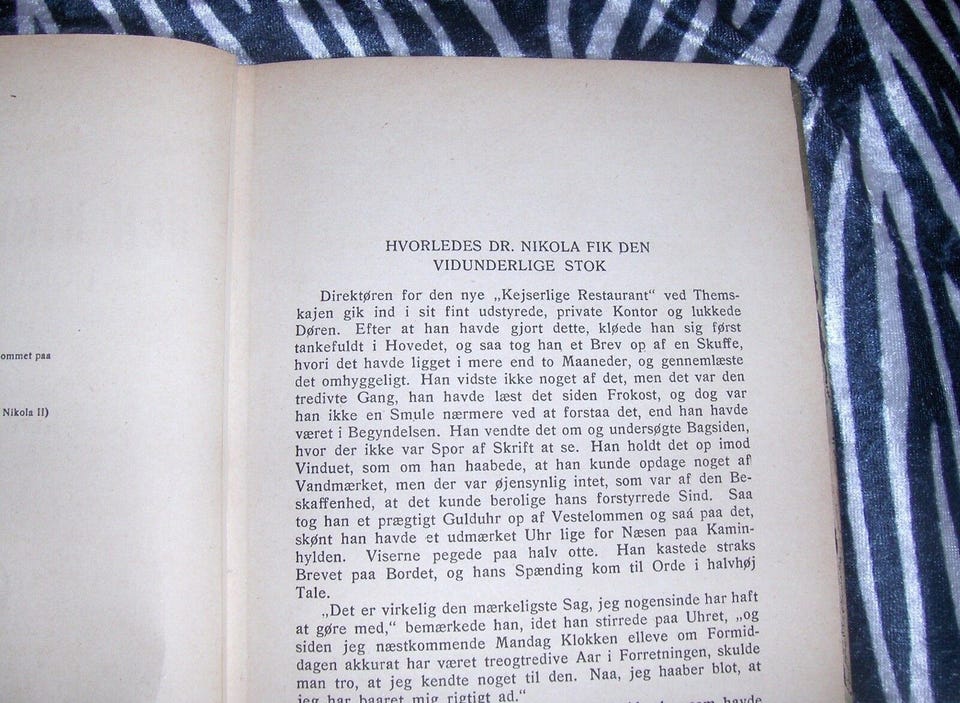 ommet paa
Nikola II)
HVORLEDES DR. NIKOLA FIK DEN
VIDUNDERLIGE STOK
Direktøren for den nye „Kejserlige Restaurant“ ved Thems-
kajen gik ind i sit fint udstyrede, private Kontor og lukkede
Døren. Efter at han havde gjort dette, kløede han sig først
tankefuldt i Hovedet, og saa tog han et Brev op af en Skuffe,
hvori det havde ligget i mere end to Maaneder, og gennemlæste
det omhyggeligt. Han vidste ikke noget af det, men det var den
tredivte Gang, han havde læst det siden Frokost, og dog var
han ikke en Smule nærmere ved at forstaa det, end han havde
været i Begyndelsen. Han vendte det om og undersøgte Bagsiden,
hvor der ikke var Spor af Skrift at se. Han holdt det op imod
Vinduet, som om han haabede, at han kunde opdage noget af
Vandmærket, men der var øjensynlig intet, som var af den Be-
skaffenhed, at det kunde berolige hans forstyrrede Sind. Saa
tog han et prægtigt Gulduhr op af Vestelommen og saá paa det,
skønt han havde et udmærket Uhr lige for Næsen paa Kamin-
hylden. Viserne pegede paa halv otte. Han kastede straks
Brevet paa Bordet, og hans Spænding kom til Orde i halvhøj
Tale.
„Det er virkelig den mærkeligste Sag, jeg nogensinde har haft
at gøre med,“ bemærkede han, idet han stirrede paa Uhret, „og
siden jeg næstkommende Mandag Klokken elleve om Formid-
dagen akkurat har været treogtredive Aar i Forretningen, skulde
man tro, at jeg kendte noget til den. Naa, jeg haaber blot, at
jeg har baaret mig rigtigt ad.“
som havde